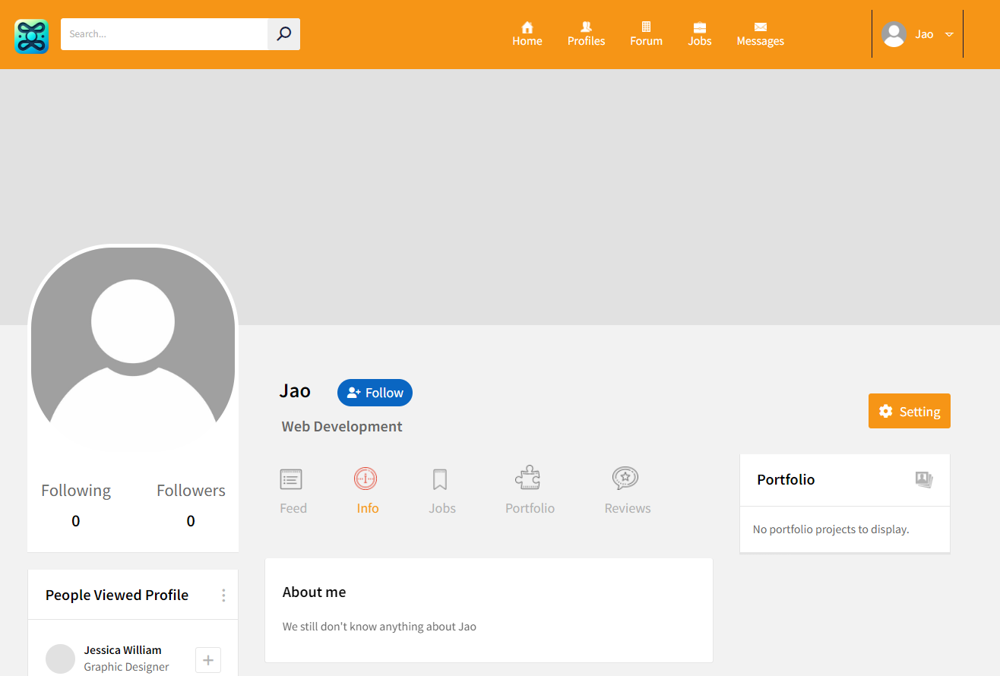 Search...
Home
Profiles
Forum
Jobs
Messages
Jao
Jao
Follow
Web Development
Setting
Following
Followers
0
0
Feed
Info
Jobs
Portfolio
Reviews
Portfolio
No portfolio projects to display.
People Viewed Profile
Jessica William
Graphic Designer
About me
We still don't know anything about Jao